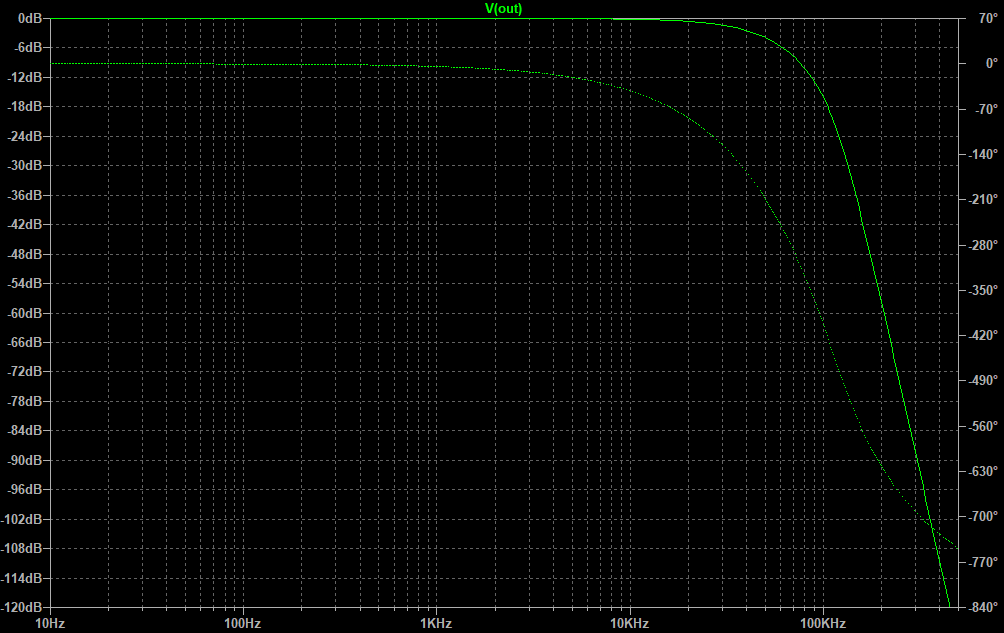 V(out)
0dB
-6dB
-12dB
-18dB
-24dB
-30dB
-36dB
-42dB
-48dB
-54dB
-60dB
-66dB
-72dB
-78dB
-84dB
-90dB
-96dB
-102dB
-108dB
-114dB
-120dB
70°
0°
-70°
-140°
-210°
-280°
-350°
-420°
-490°
-560°
-630°
-700°
-770°
-840°
10Hz 100Hz 1KHz 10KHz 100KHz